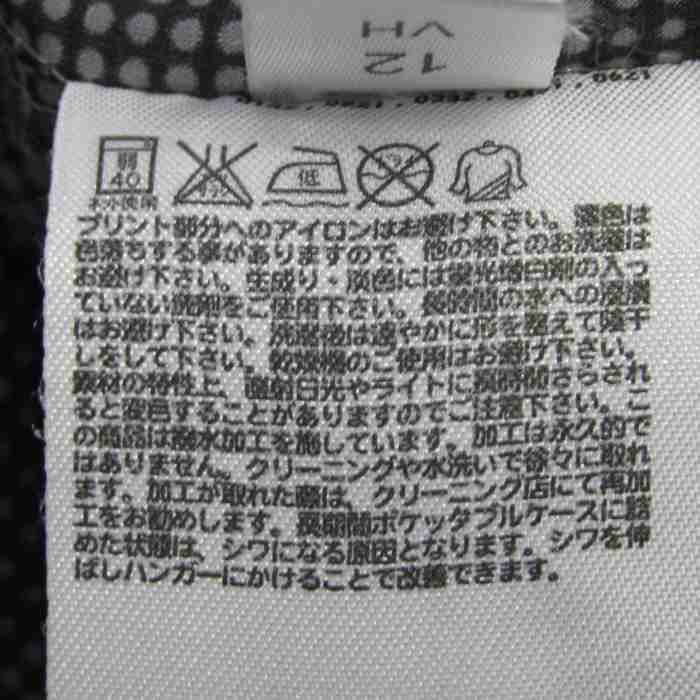 12
VH
弱
40
ネット使用
低
ドライ
プリント部分へのアイロンはお避け下さい。濃色は
色落ちする事がありますので、他の物とのお洗濯は
お避け下さい。生成り・淡色には蛍光増白剤の入っ
ていない洗剤をご使用下さい。長時間の水への浸漬
はお避け下さい。洗濯後は速やかに形を整えて陰干
しをして下さい。乾燥機のご使用はお避け下さい。
素材の特性上、直射日光やライトに長時間さらされ
ると変色することがありますのでご注意下さい。こ
の商品は撥水加工を施しています。加工は永久的で
はありません。クリーニングや水洗いで徐々に取れ
ます。加工が取れた際は、クリーニング店にて再加
工をお勧めします。長期間ポケッタブルケースに詰
めた状態は、シワになる原因となります。シワを伸
ばしハンガーにかけることで改善できます。